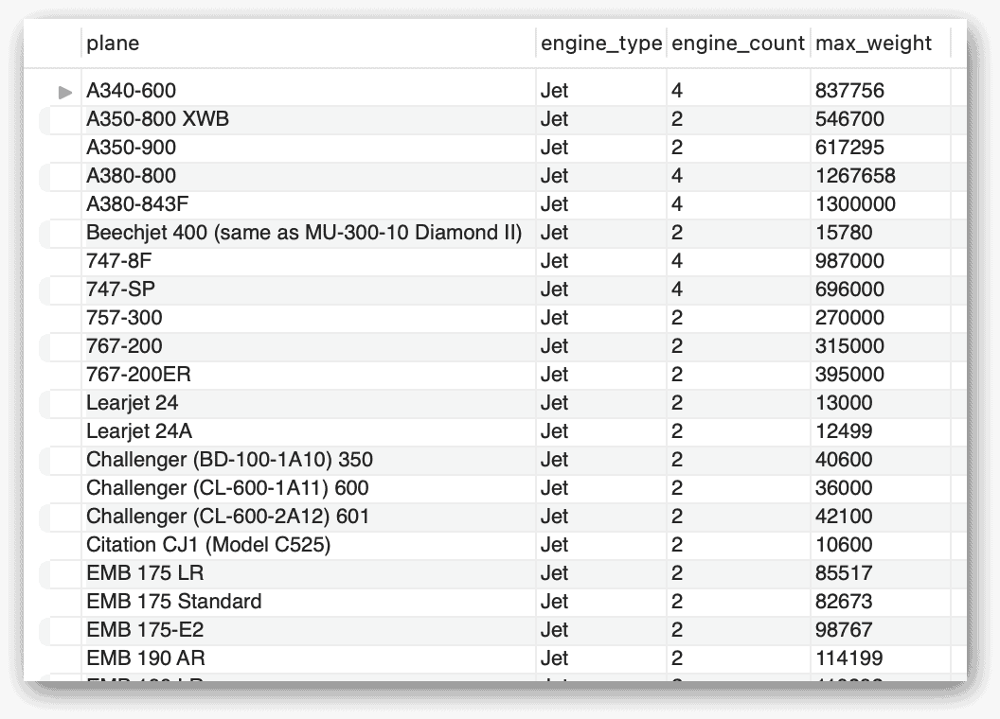 plane engine_type engine_count max_weight
A340-600 Jet 4 837756
A350-800 XWB Jet 2 546700
A350-900 Jet 2 617295
A380-800 Jet 4 1267658
A380-843F Jet 4 1300000
Beechjet 400 (same as MU-300-10 Diamond II) Jet 2 15780
747-8F Jet 4 987000
747-SP Jet 4 696000
757-300 Jet 2 270000
767-200 Jet 2 315000
767-200ER Jet 2 395000
Learjet 24 Jet 2 13000
Learjet 24A Jet 2 12499
Challenger (BD-100-1A10) 350 Jet 2 40600
Challenger (CL-600-1A11) 600 Jet 2 36000
Challenger (CL-600-2A12) 601 Jet 2 42100
Citation CJ1 (Model C525) Jet 2 10600
EMB 175 LR Jet 2 85517
EMB 175 Standard Jet 2 82673
EMB 175-E2 Jet 2 98767
EMB 190 AR Jet 2 114199